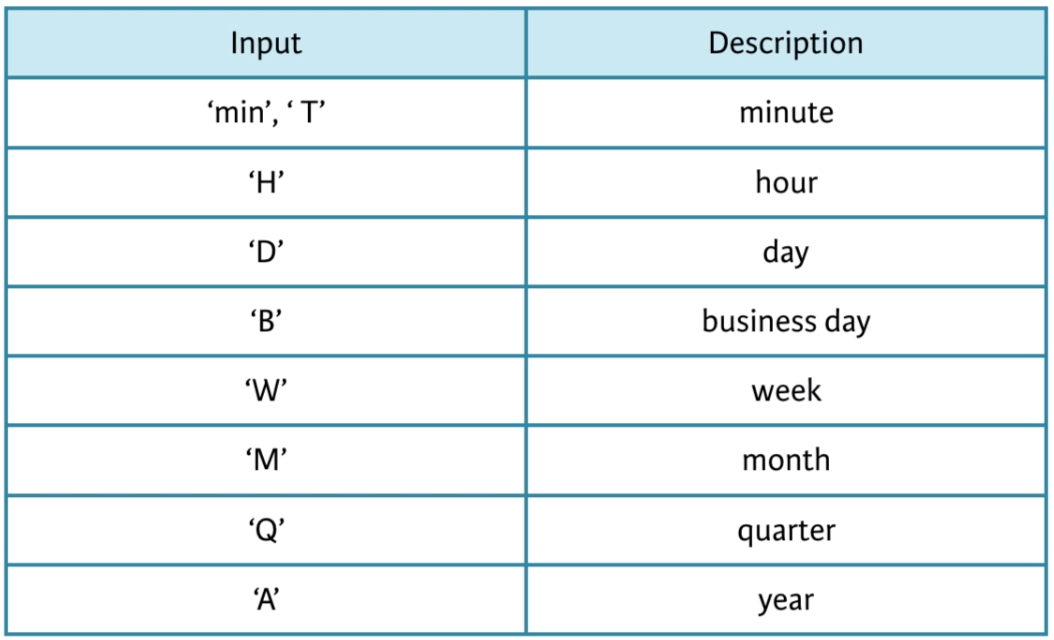 Input Description
‘min’, ‘ T’ minute
‘H’ hour
‘D’ day
‘B’ business day
‘W’ week
‘M’ month
‘Q’ quarter
‘A’ year